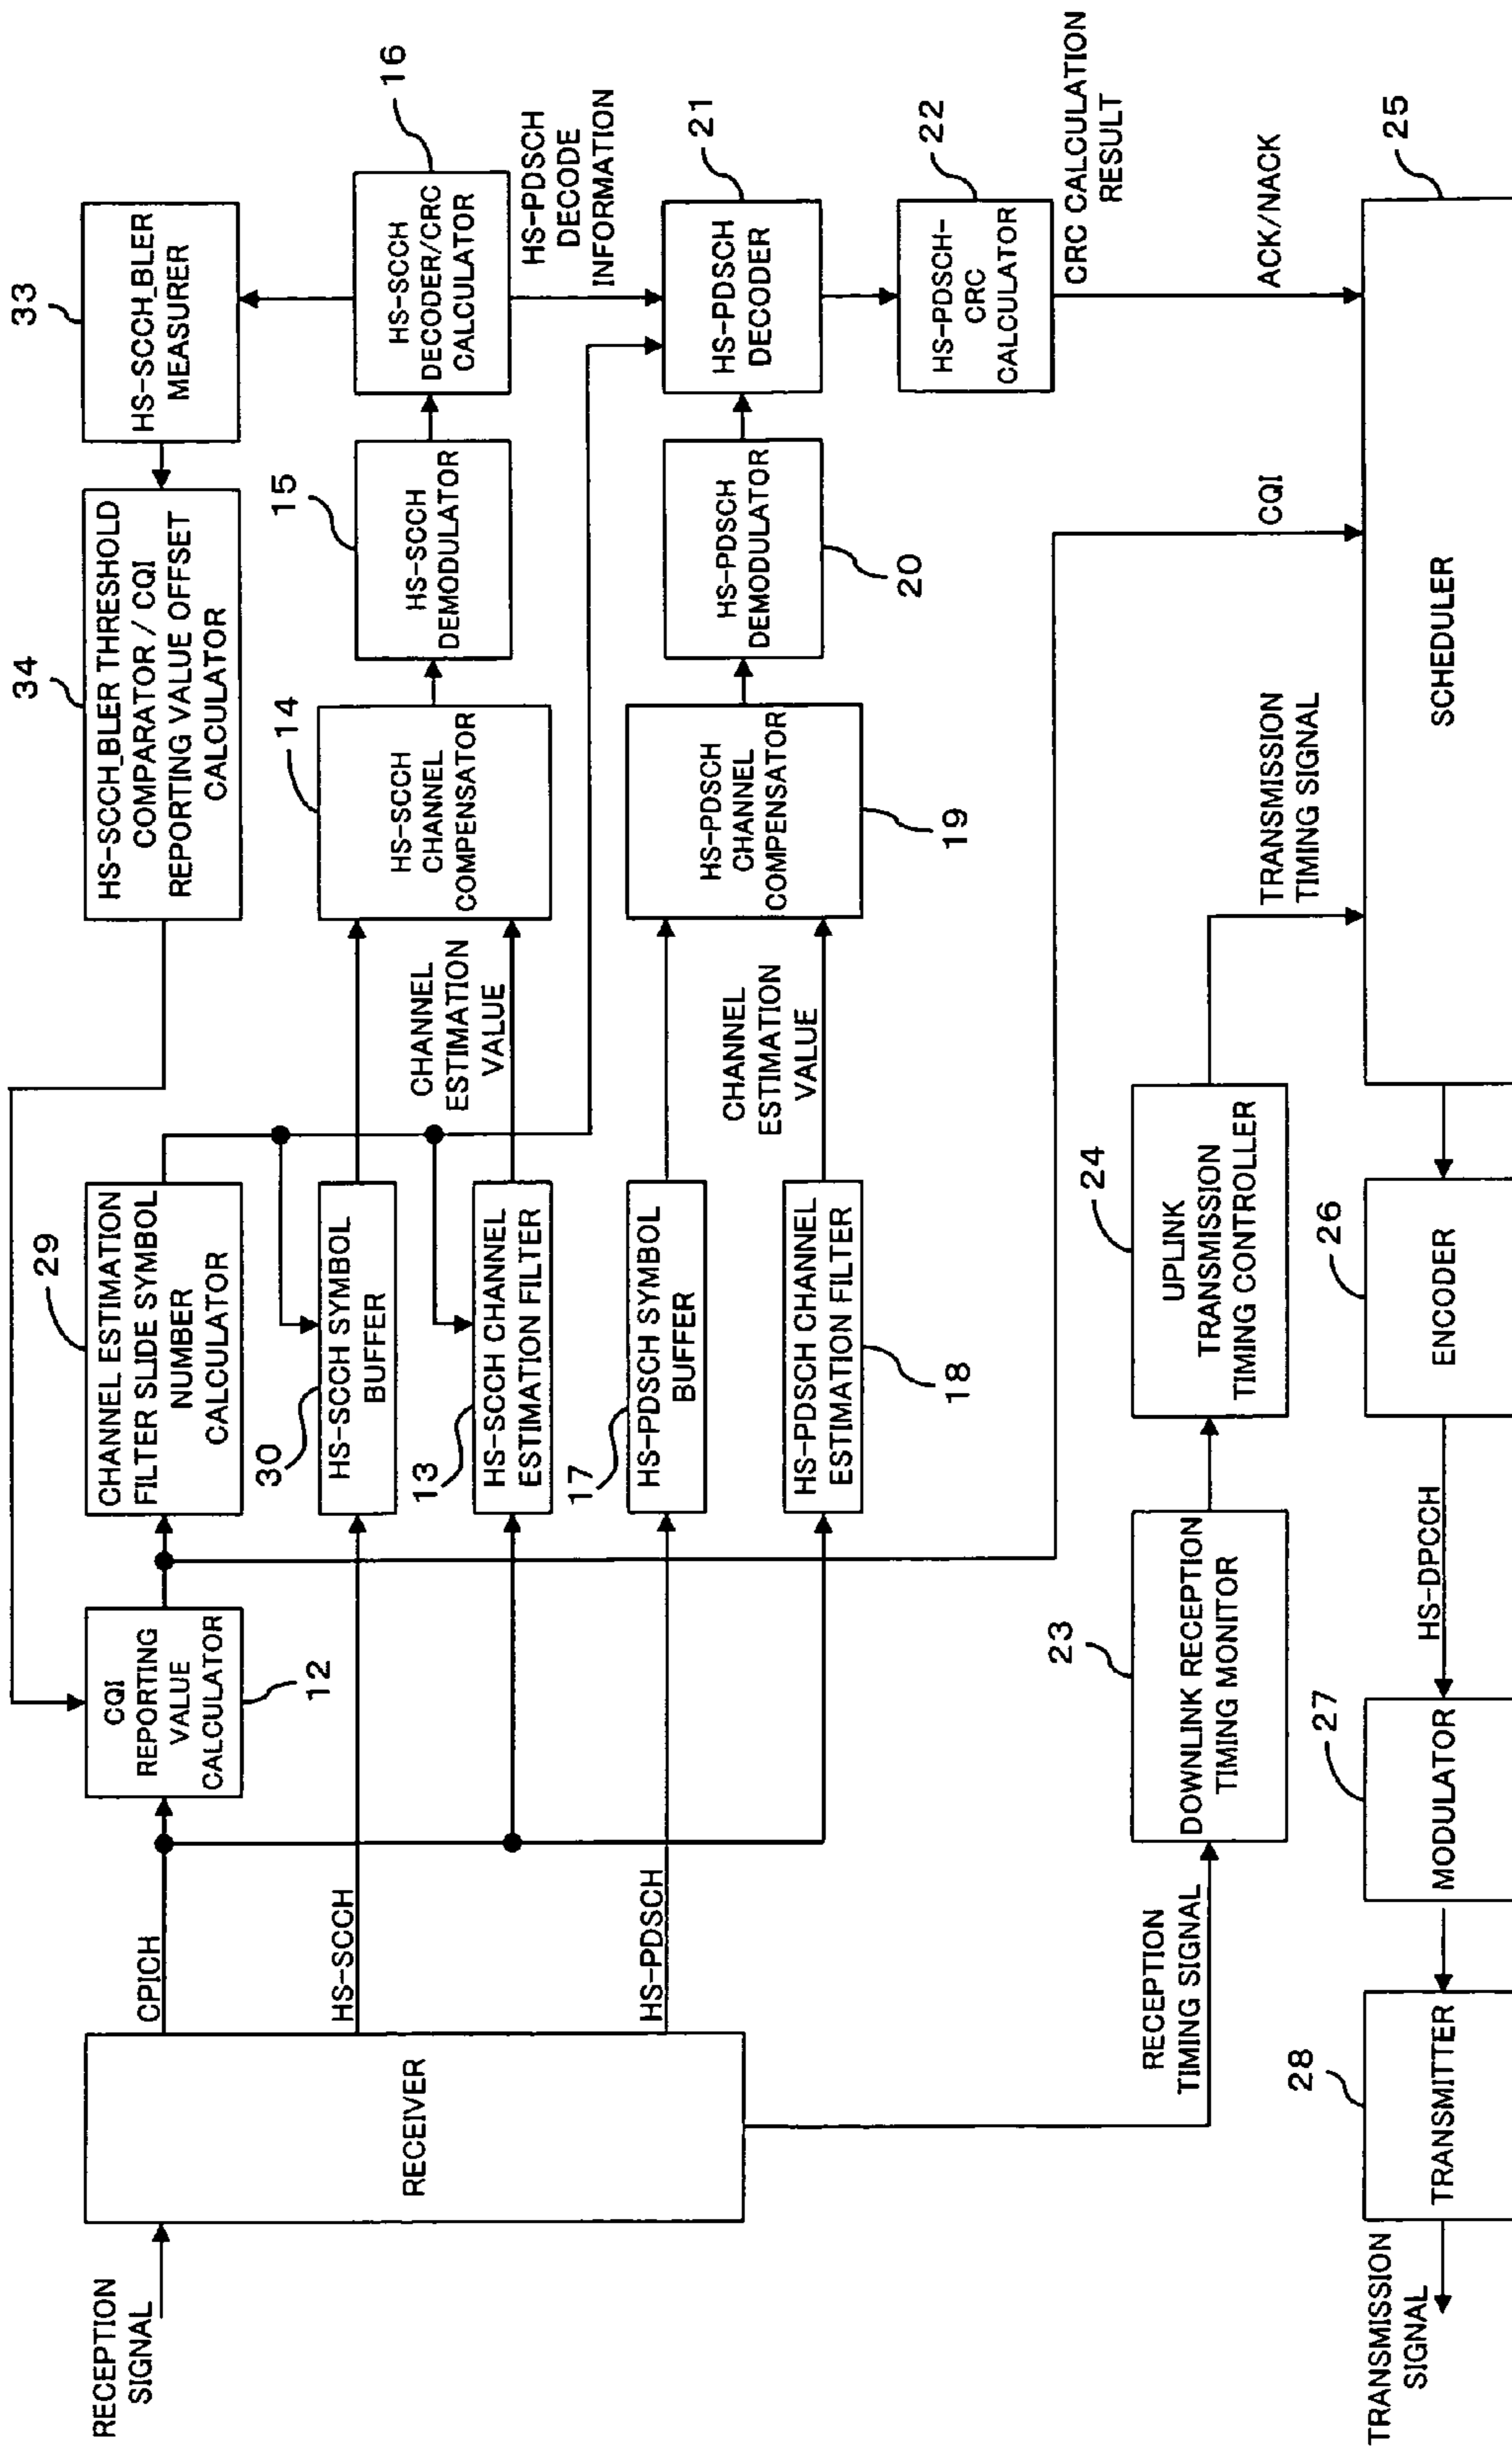 RECEPTION
SIGNAL
RECEIVER
CPICH
HS-SCCH
HS-PDSCH
CQI
REPORTING
VALUE
CALCULATOR
12
29
CHANNEL ESTIMATION
FILTER SLIDE SYMBOL
NUMBER
CALCULATOR
30
HS-SCCH SYMBOL
BUFFER
13
HS-SCCH CHANNEL
ESTIMATION FILTER
17
HS-PDSCH SYMBOL
BUFFER
HS-PDSCH CHANNEL
ESTIMATION FILTER
18
CHANNEL
ESTIMATION
VALUE
CHANNEL
ESTIMATION
VALUE
34
HS-SCCH_BLER THRESHOLD
COMPARATOR / CQI
REPORTING VALUE OFFSET
CALCULATOR
33
HS-SCCH_BLER
MEASURER
14
HS-SCCH
CHANNEL
COMPENSATOR
15
HS-SCCH
DEMODULATOR
16
HS-SCCH
DECODER/CRC
CALCULATOR
HS-PDSCH
DECODE
INFORMATION
HS-PDSCH
CHANNEL
COMPENSATOR
19
HS-PDSCH
DEMODULATOR
20
HS-PDSCH
DECODER
21
HS-PDSCH-
CRC
CALCULATOR
22
CRC CALCULATION
RESULT
RECEPTION
TIMING SIGNAL
23
DOWNLINK RECEPTION
TIMING MONITOR
24
UPLINK
TRANSMISSION
TIMING CONTROLLER
TRANSMISSION
TIMING SIGNAL
CQI
ACK/NACK
25
SCHEDULER
26
ENCODER
HS-DPCCH
27
MODULATOR
28
TRANSMITTER
TRANSMISSION
SIGNAL